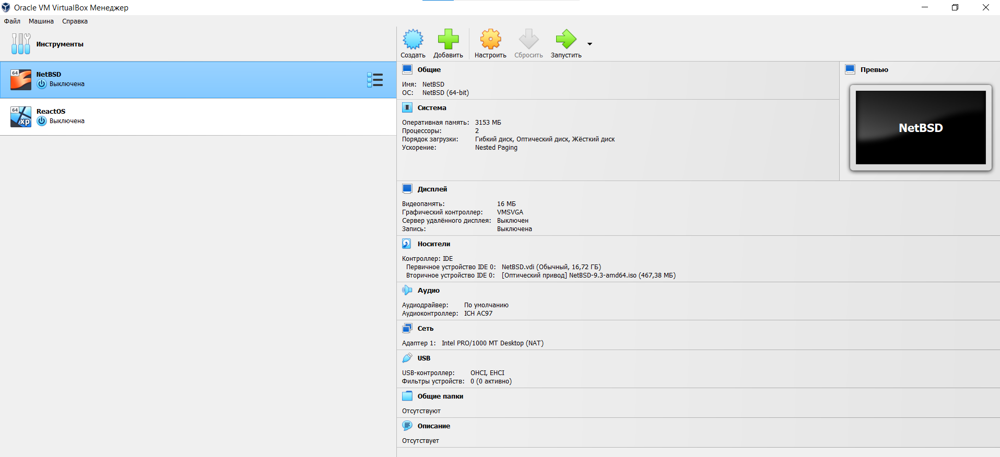 Oracle VM VirtualBox Менеджер
Файл Машина Справка
Инструменты
64
NetBSD
Выключена
64
xp
ReactOS
Выключена
Создать Добавить Настроить Сбросить Запустить
Общие
Имя: NetBSD
ОС: NetBSD (64-bit)
Превью
NetBSD
Система
Оперативная память: 3153 МБ
Процессоры: 2
Порядок загрузки: Гибкий диск, Оптический диск, Жёсткий диск
Ускорение: Nested Paging
Дисплей
Видеопамять: 16 МБ
Графический контроллер: VMSVGA
Сервер удалённого дисплея: Выключен
Запись: Выключена
Носители
Контроллер: IDE
Первичное устройство IDE 0: NetBSD.vdi (Обычный, 16,72 ГБ)
Вторичное устройство IDE 0: [Оптический привод] NetBSD-9.3-amd64.iso (467,38 МБ)
Аудио
Аудиодрайвер: По умолчанию
Аудиоконтроллер: ICH AC97
Сеть
Адаптер 1: Intel PRO/1000 MT Desktop (NAT)
USB
USB-контроллер: OHCI, EHCI
Фильтры устройств: 0 (0 активно)
Общие папки
Отсутствуют
Описание
Отсутствует